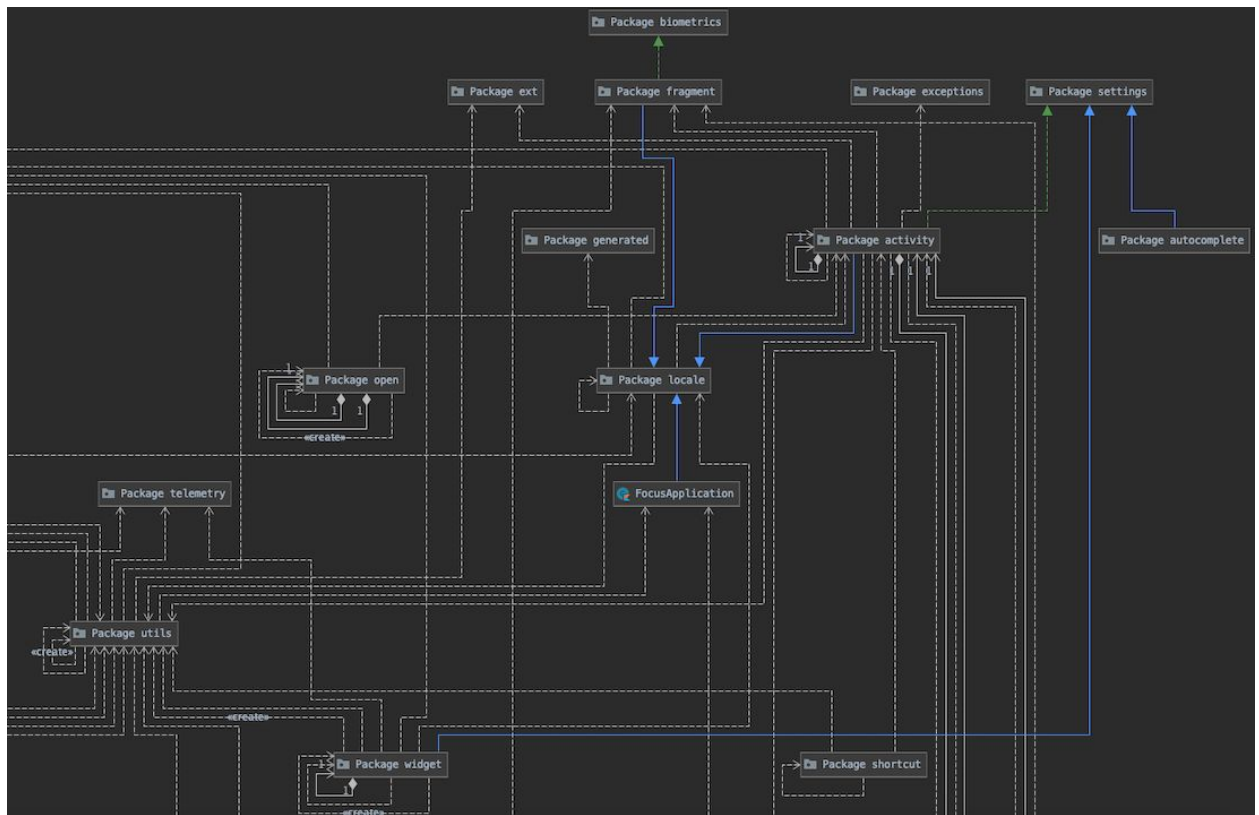 Package biometrics
Package ext
Package fragment
Package exceptions
Package settings
Package generated
1
Package activity
Package autocomplete
1
1
1
1
1
Package open
Package locale
1
1
«create»
Package telemetry
FocusApplication
Package utils
«create»
«create»
1
Package widget
Package shortcut
1
«create»